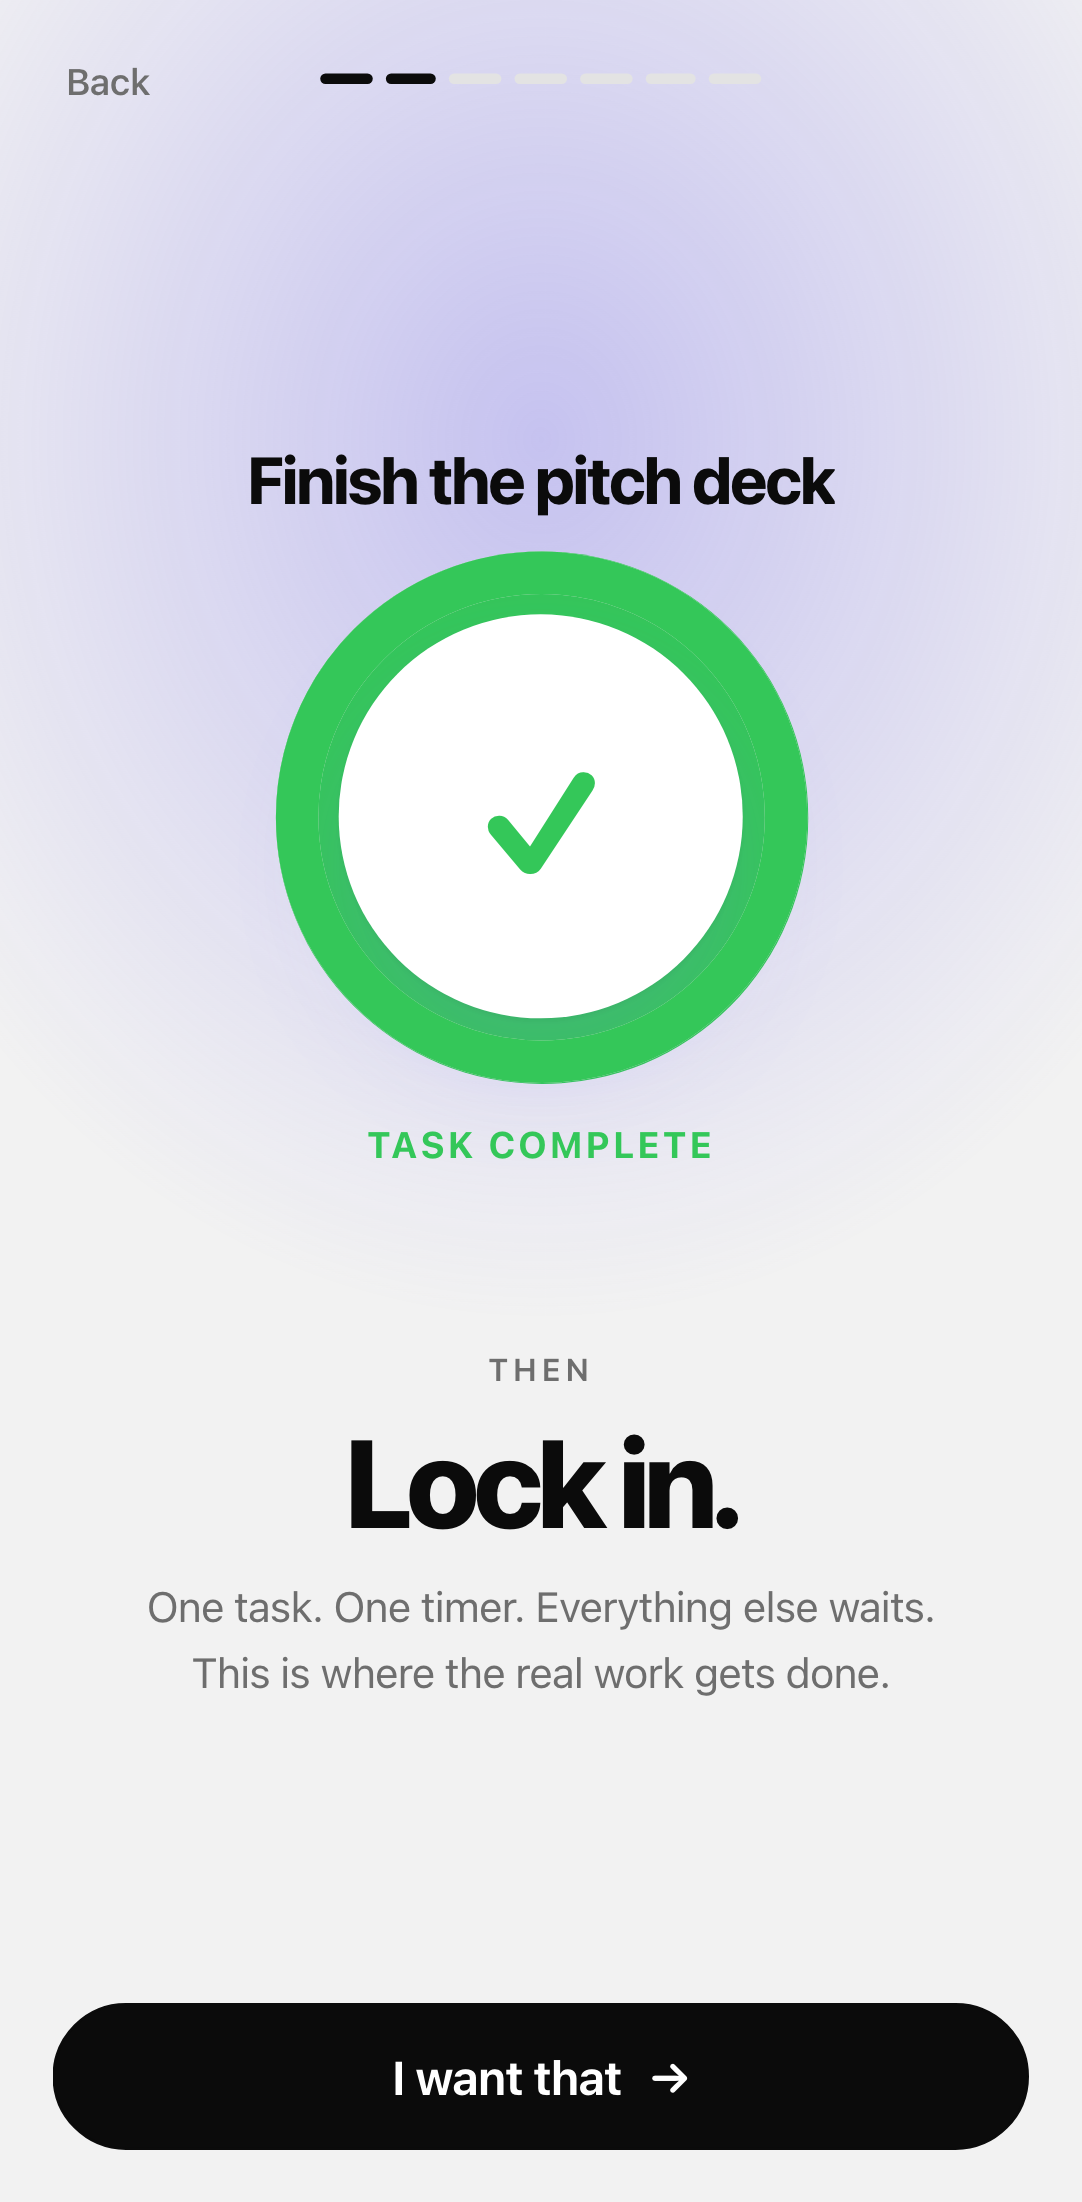 Back
Finish the pitch deck
TASK COMPLETE
THEN
Lock in.
One task. One timer. Everything else waits.
This is where the real work gets done.
I want that →